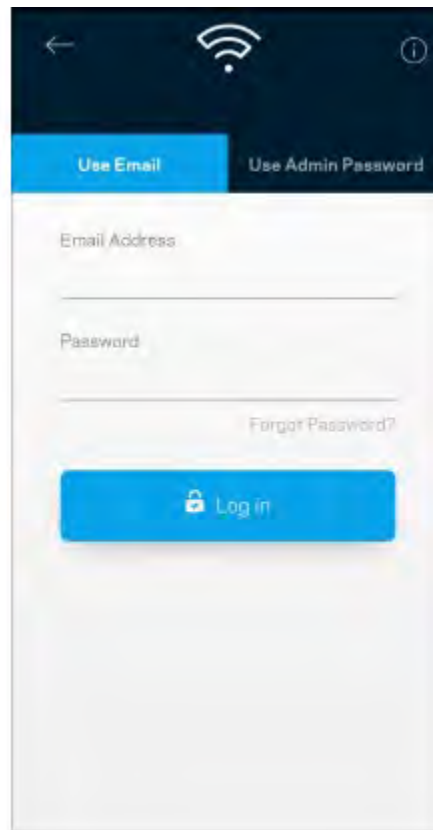 Use Email
Use Admin Password
Email Address
Password
Forgot Password?
Log in